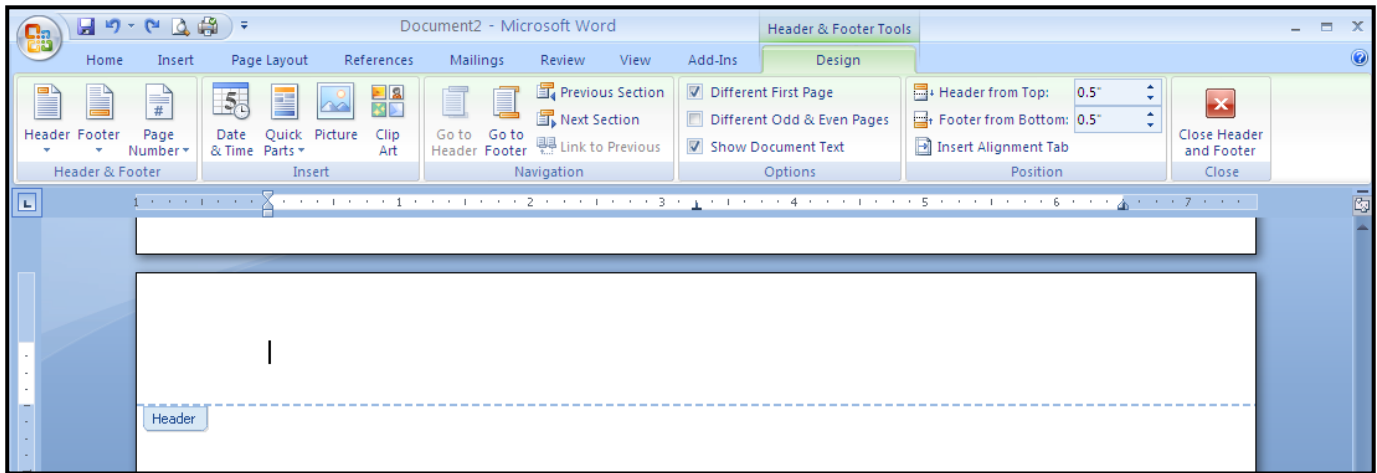 Document2 - Microsoft Word
Header & Footer Tools
Home Insert Page Layout References Mailings Review View Add-Ins Design
Header Footer Page Number
Header & Footer
Date & Time Quick Parts Picture Clip Art
Insert
Go to Header Go to Footer
Previous Section
Next Section
Link to Previous
Navigation
Different First Page
Different Odd & Even Pages
Show Document Text
Options
Header from Top: 0.5"
Footer from Bottom: 0.5"
Insert Alignment Tab
Position
Close Header and Footer
Close
1 1 2 3 4 5 6 7
Header